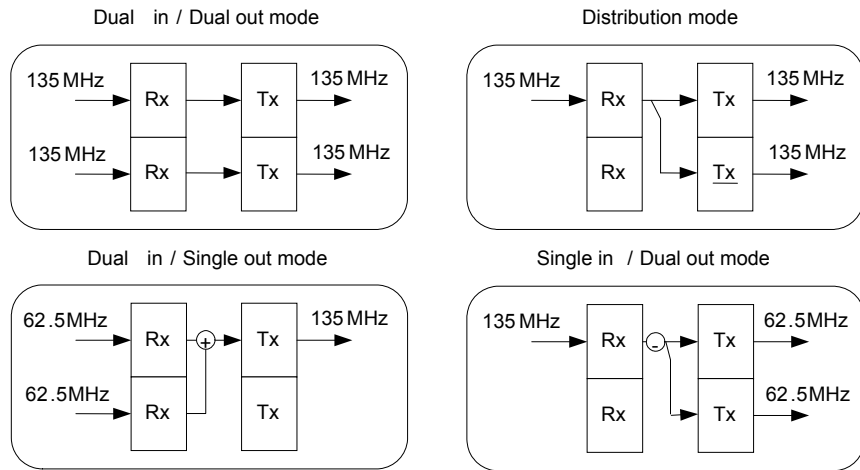 Dual in / Dual out mode
135 MHz Rx Tx 135 MHz
135 MHz Rx Tx 135 MHz
Distribution mode
135 MHz Rx Tx 135 MHz
Rx Tx 135 MHz
Dual in / Single out mode
62.5MHz Rx + Tx 135 MHz
62.5MHz Rx Tx
Single in / Dual out mode
135 MHz Rx - Tx 62.5MHz
Rx Tx 62.5MHz